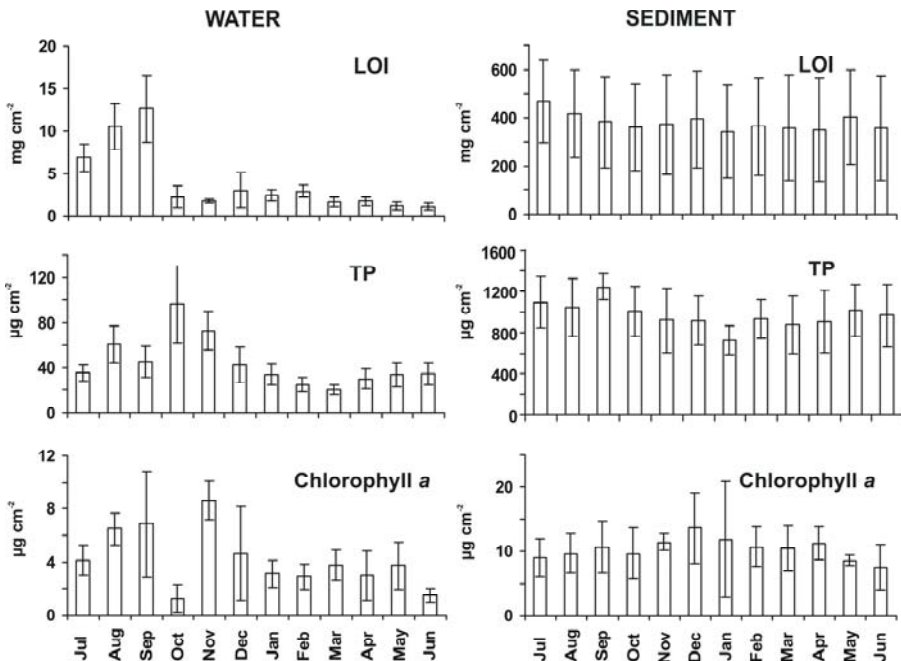 WATER
SEDIMENT
LOI
mg cm⁻²
20
15
10
5
0
LOI
mg cm⁻²
600
400
200
0
TP
µg cm⁻²
120
80
40
0
TP
µg cm⁻²
1600
1200
800
400
0
Chlorophyll a
µg cm⁻²
12
8
4
0
Jul Aug Sep Oct Nov Dec Jan Feb Mar Apr May Jun
Chlorophyll a
µg cm⁻²
20
10
0
Jul Aug Sep Oct Nov Dec Jan Feb Mar Apr May Jun